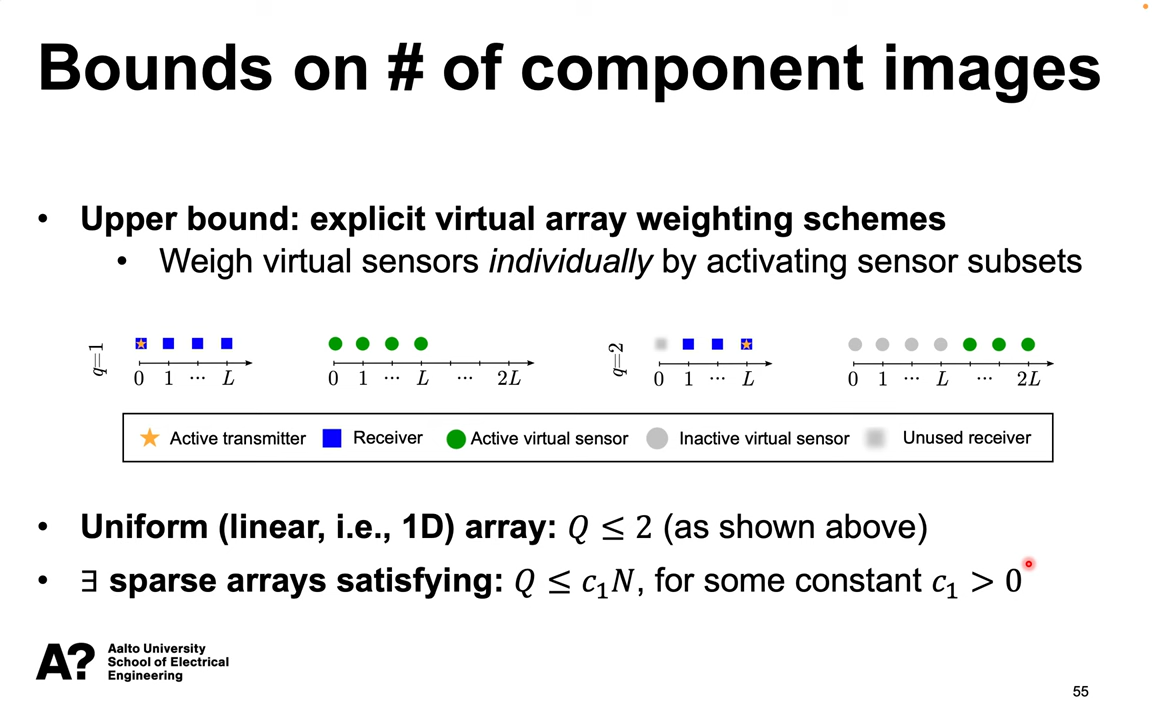 Bounds on # of component images
• Upper bound: explicit virtual array weighting schemes
• Weigh virtual sensors individually by activating sensor subsets
q=1
0 1 ⋯ L
0 1 ⋯ L ⋯ 2L
q=2
0 1 ⋯ L
0 1 ⋯ L ⋯ 2L
Active transmitter Receiver Active virtual sensor Inactive virtual sensor Unused receiver
• Uniform (linear, i.e., 1D) array: Q ≤ 2 (as shown above)
• ∃ sparse arrays satisfying: Q ≤ c₁N, for some constant c₁ > 0
A?
Aalto University
School of Electrical
Engineering
55